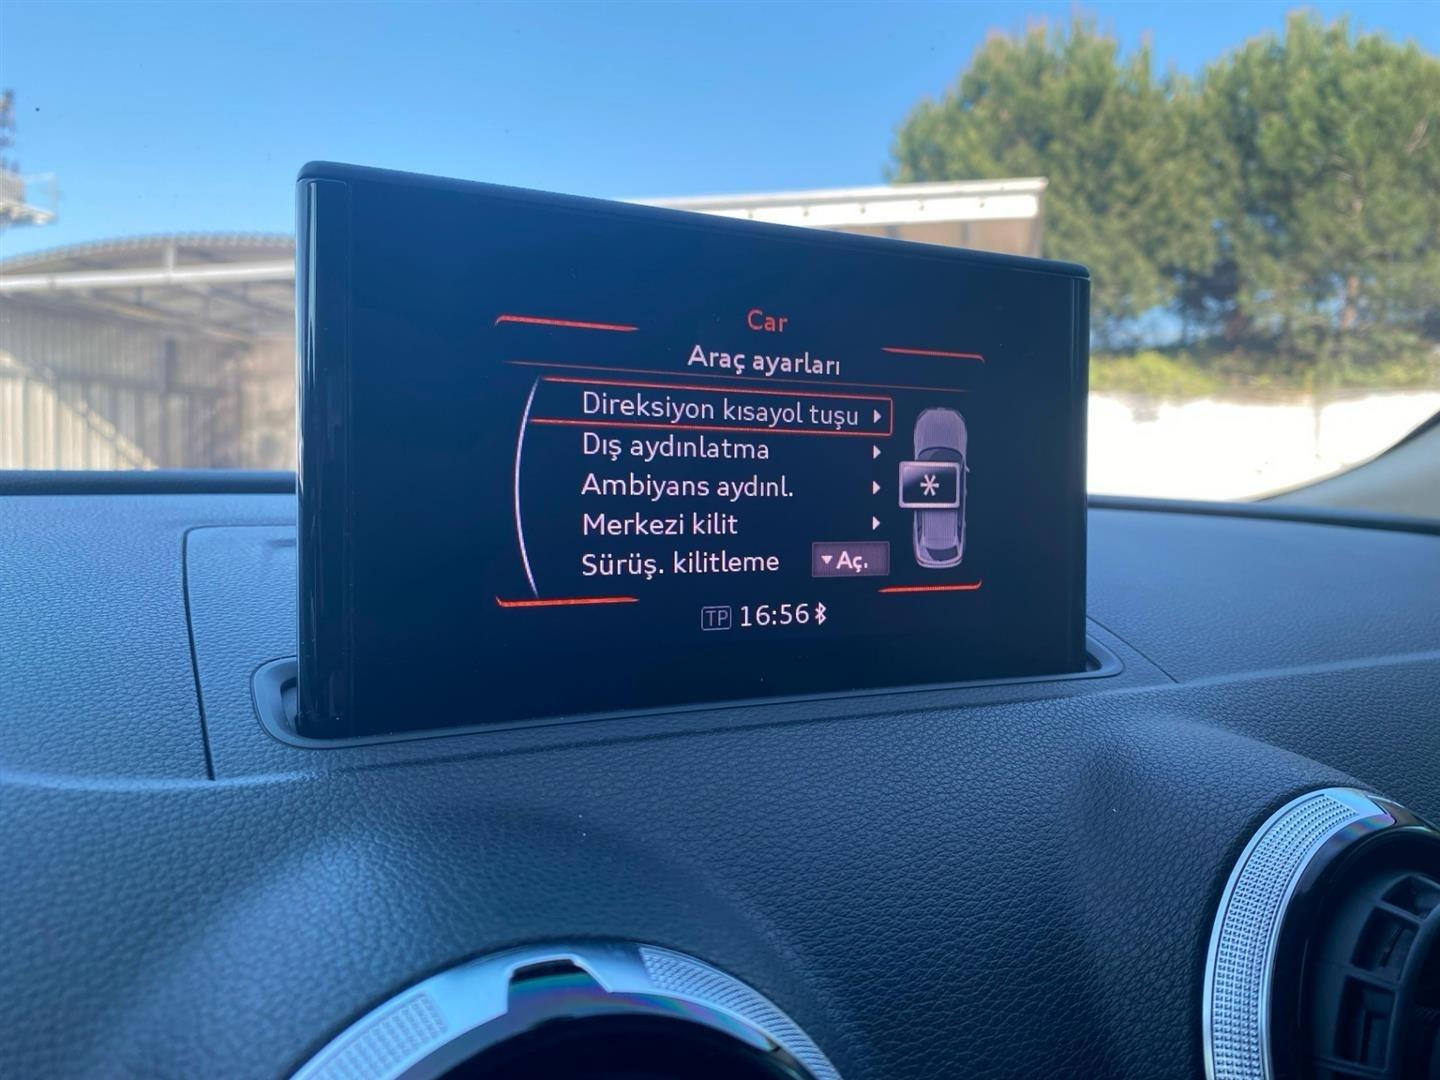 Car
Araç ayarları
Direksiyon kısayol tuşu
Dış aydınlatma
Ambiyans aydınl.
Merkezi kilit
Sürüş. kilitleme Aç.
TP 16:56